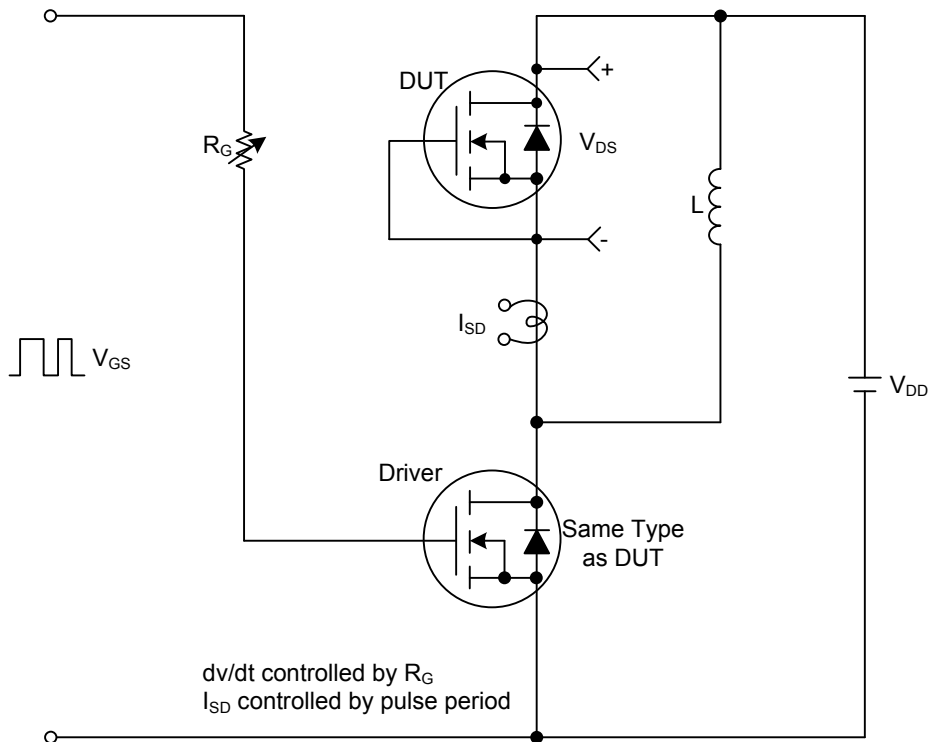 DUT
+
R_G
V_DS
L
-
I_SD
V_GS
V_DD
Driver
Same Type
as DUT
dv/dt controlled by R_G
I_SD controlled by pulse period